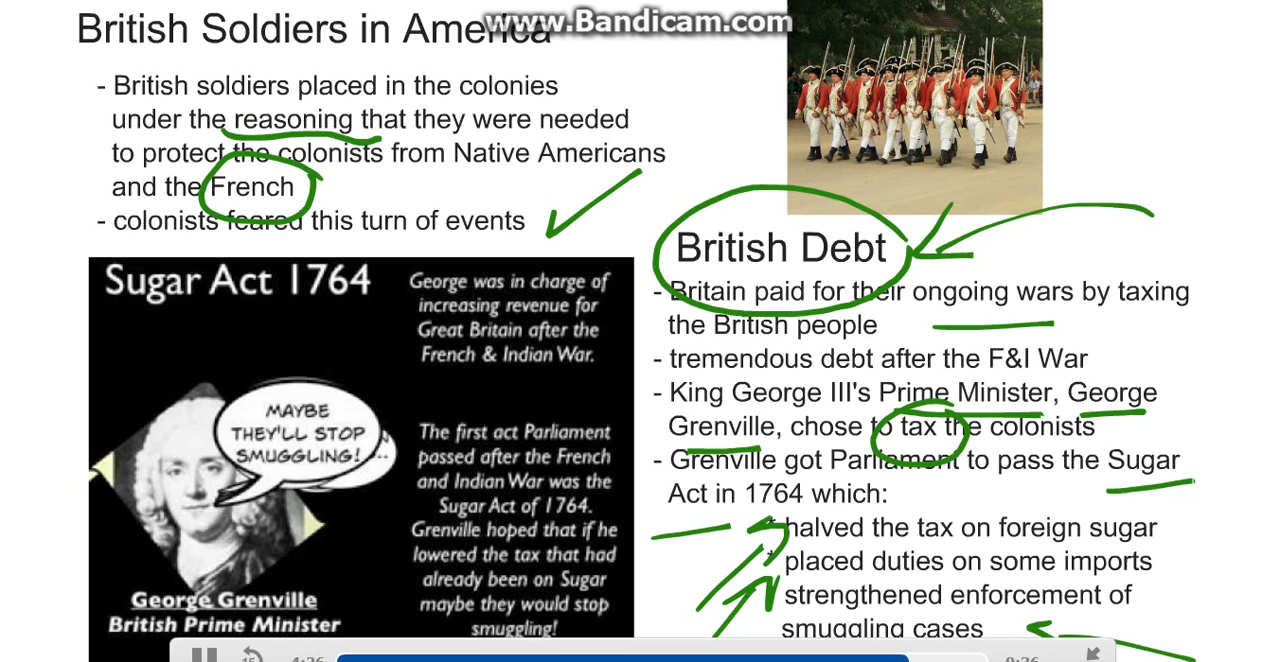 British Soldiers in America
www.Bandicam.com
- British soldiers placed in the colonies
under the reasoning that they were needed
to protect the colonists from Native Americans
and the French
- colonists feared this turn of events
Sugar Act 1764
George was in charge of
increasing revenue for
Great Britain after the
French & Indian War.
MAYBE
THEY'LL STOP
SMUGGLING!
...
The first act Parliament
passed after the French
and Indian War was the
Sugar Act of 1764.
Grenville hoped that if he
lowered the tax that had
already been on Sugar
maybe they would stop
smuggling!
George Grenville
British Prime Minister
British Debt
- Britain paid for their ongoing wars by taxing
the British people
- tremendous debt after the F&I War
- King George III's Prime Minister, George
Grenville, chose to tax the colonists
- Grenville got Parliament to pass the Sugar
Act in 1764 which:
* halved the tax on foreign sugar
* placed duties on some imports
* strengthened enforcement of
smuggling cases
15
4:26
0:26